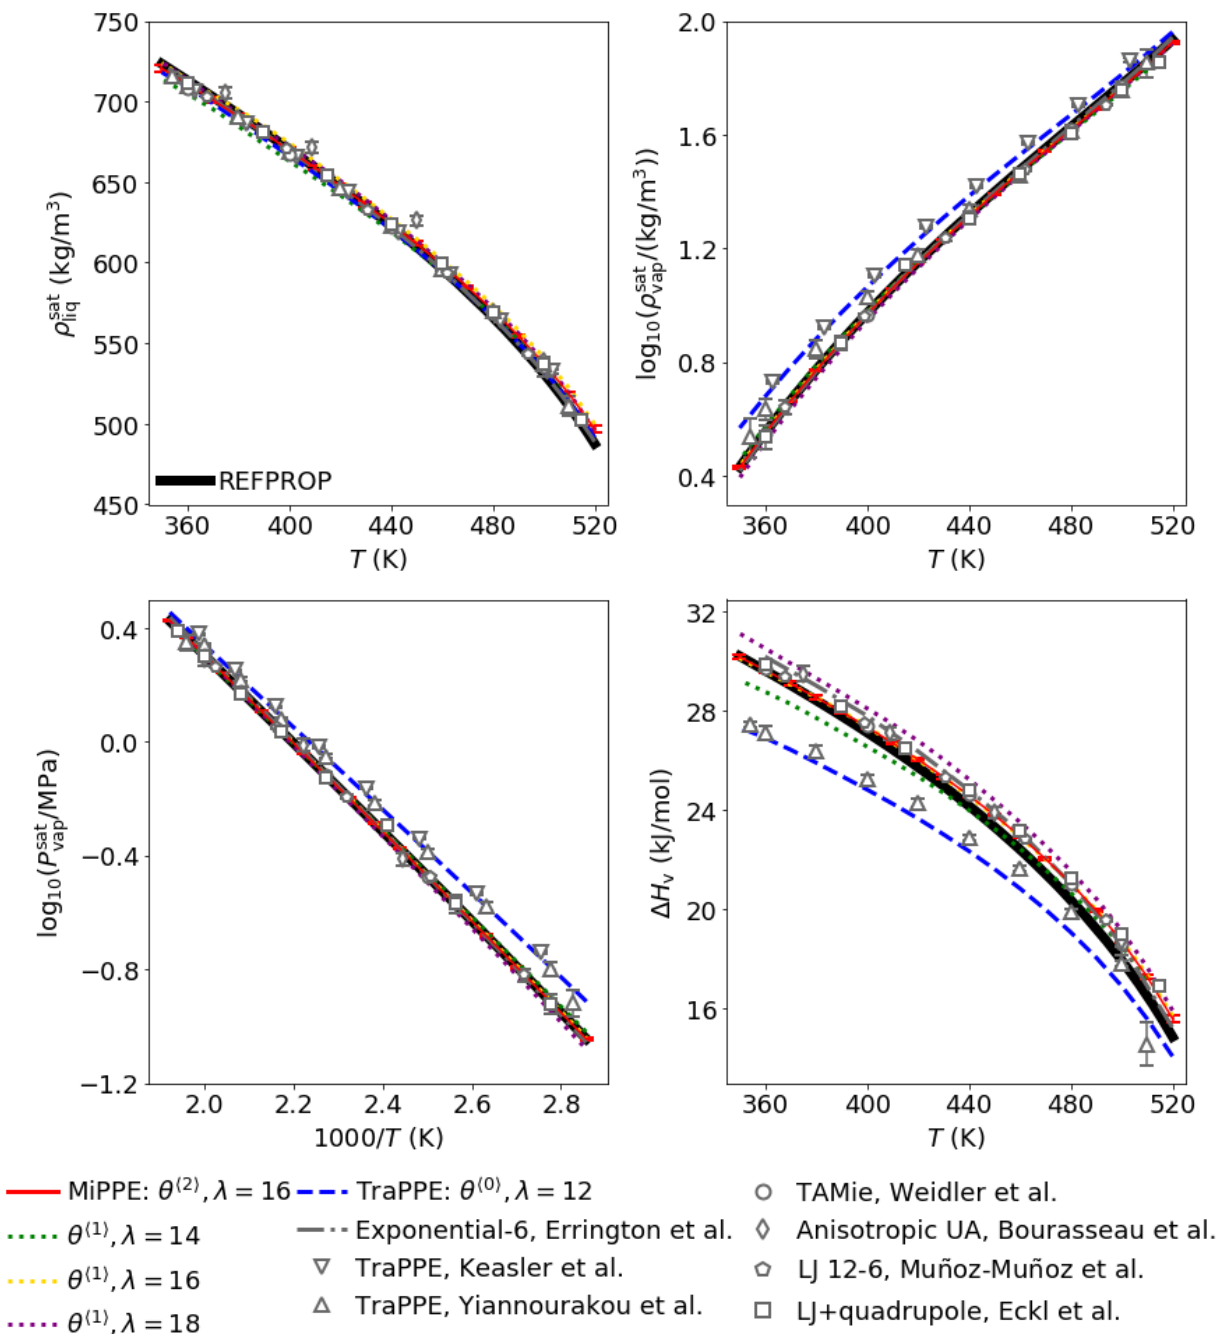 750
700
650
600
550
500
450
ρ_liq^sat (kg/m³)
REFPROP
360 400 440 480 520
T (K)
2.0
1.6
1.2
0.8
0.4
log₁₀(ρ_vap^sat/(kg/m³))
360 400 440 480 520
T (K)
0.4
0.0
−0.4
−0.8
−1.2
log₁₀(P_vap^sat/MPa)
2.0 2.2 2.4 2.6 2.8
1000/T (K)
32
28
24
20
16
ΔH_v (kJ/mol)
360 400 440 480 520
T (K)
MiPPE: θ^⟨2⟩, λ = 16
θ^⟨1⟩, λ = 14
θ^⟨1⟩, λ = 16
θ^⟨1⟩, λ = 18
TraPPE: θ^⟨0⟩, λ = 12
Exponential-6, Errington et al.
TraPPE, Keasler et al.
TraPPE, Yiannourakou et al.
TAMie, Weidler et al.
Anisotropic UA, Bourasseau et al.
LJ 12-6, Muñoz-Muñoz et al.
LJ+quadrupole, Eckl et al.